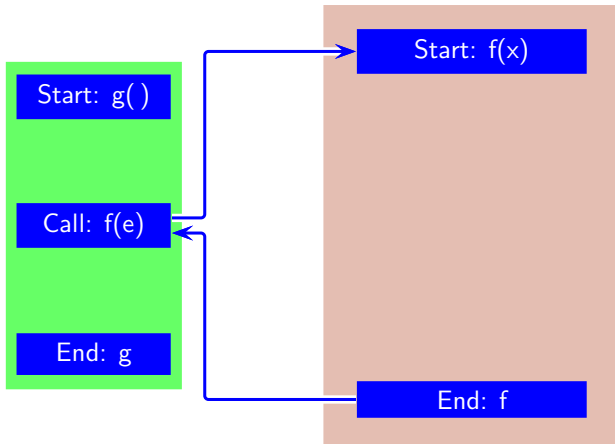 Start: g( )
Call: f(e)
End: g
Start: f(x)
End: f